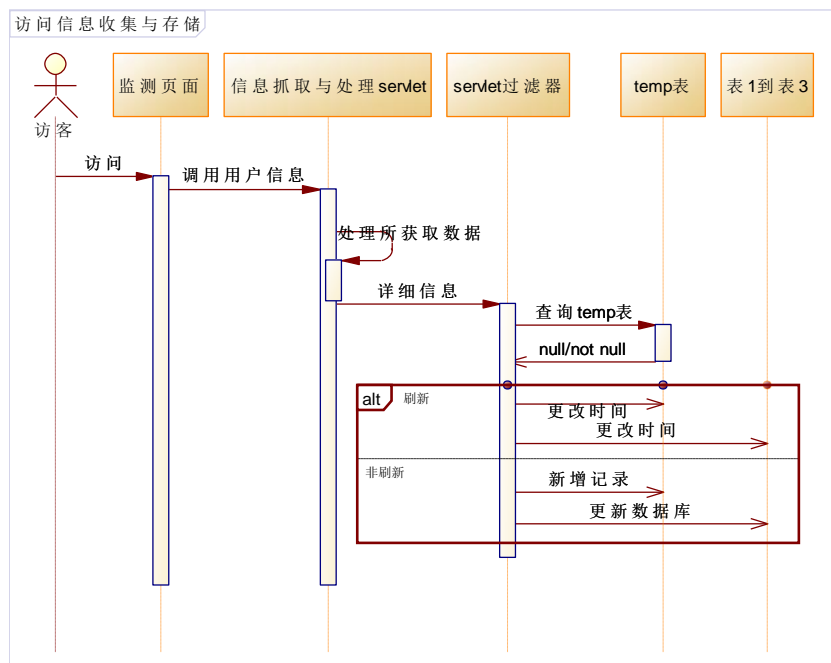 访问信息收集与存储
监测页面
信息抓取与处理servlet
servlet过滤器
temp表
表1到表3
访客
访问
调用用户信息
处理所获取数据
详细信息
查询temp表
null/not null
alt 刷新
更改时间
更改时间
非刷新
新增记录
更新数据库